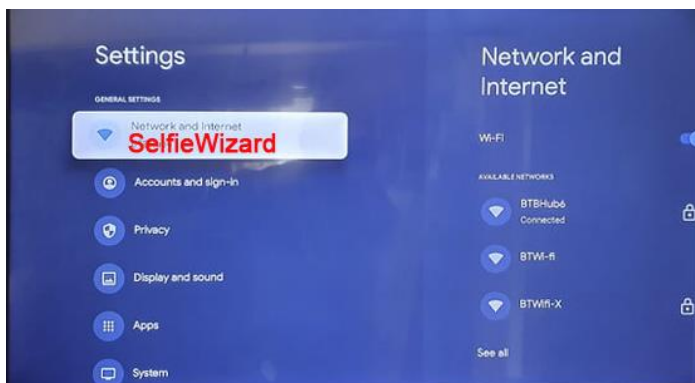 Settings
GENERAL SETTINGS
Network and Internet
SelfieWizard
Accounts and sign-in
Privacy
Display and sound
Apps
System
Network and
Internet
Wi-Fi
AVAILABLE NETWORKS
BTBHub6
Connected
BTWi-fi
BTWifi-X
See all